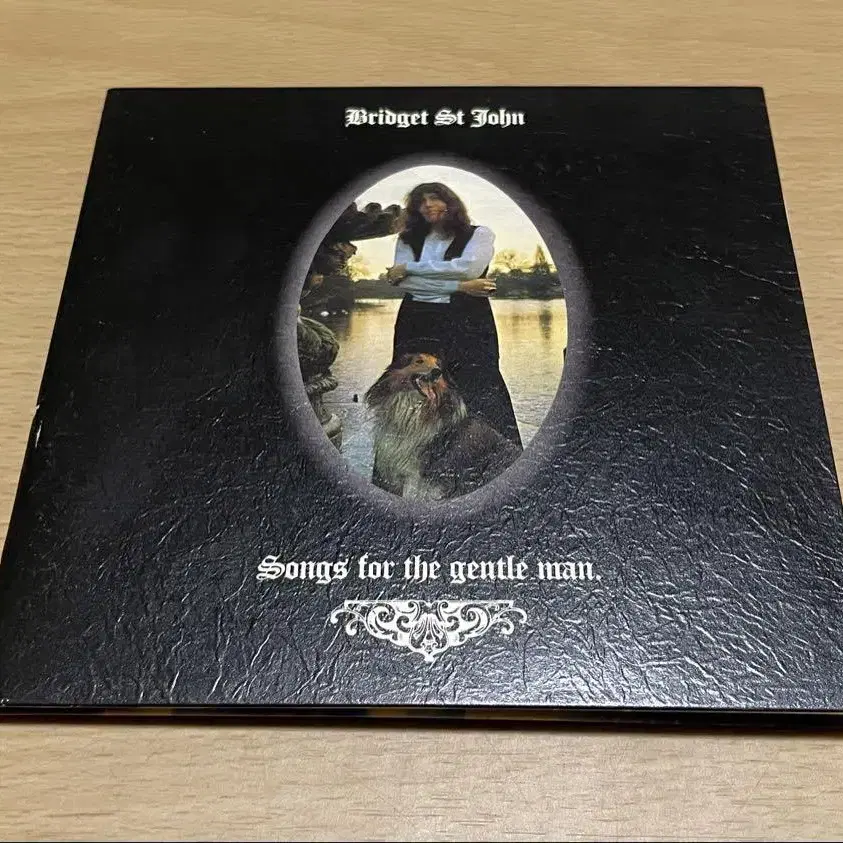 Bridget St John
Songs for the gentle man.